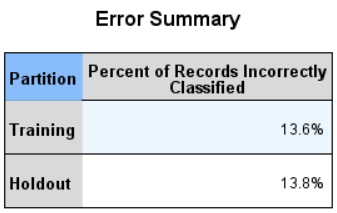 Error Summary
Partition Percent of Records Incorrectly
Classified
Training 13.6%
Holdout 13.8%